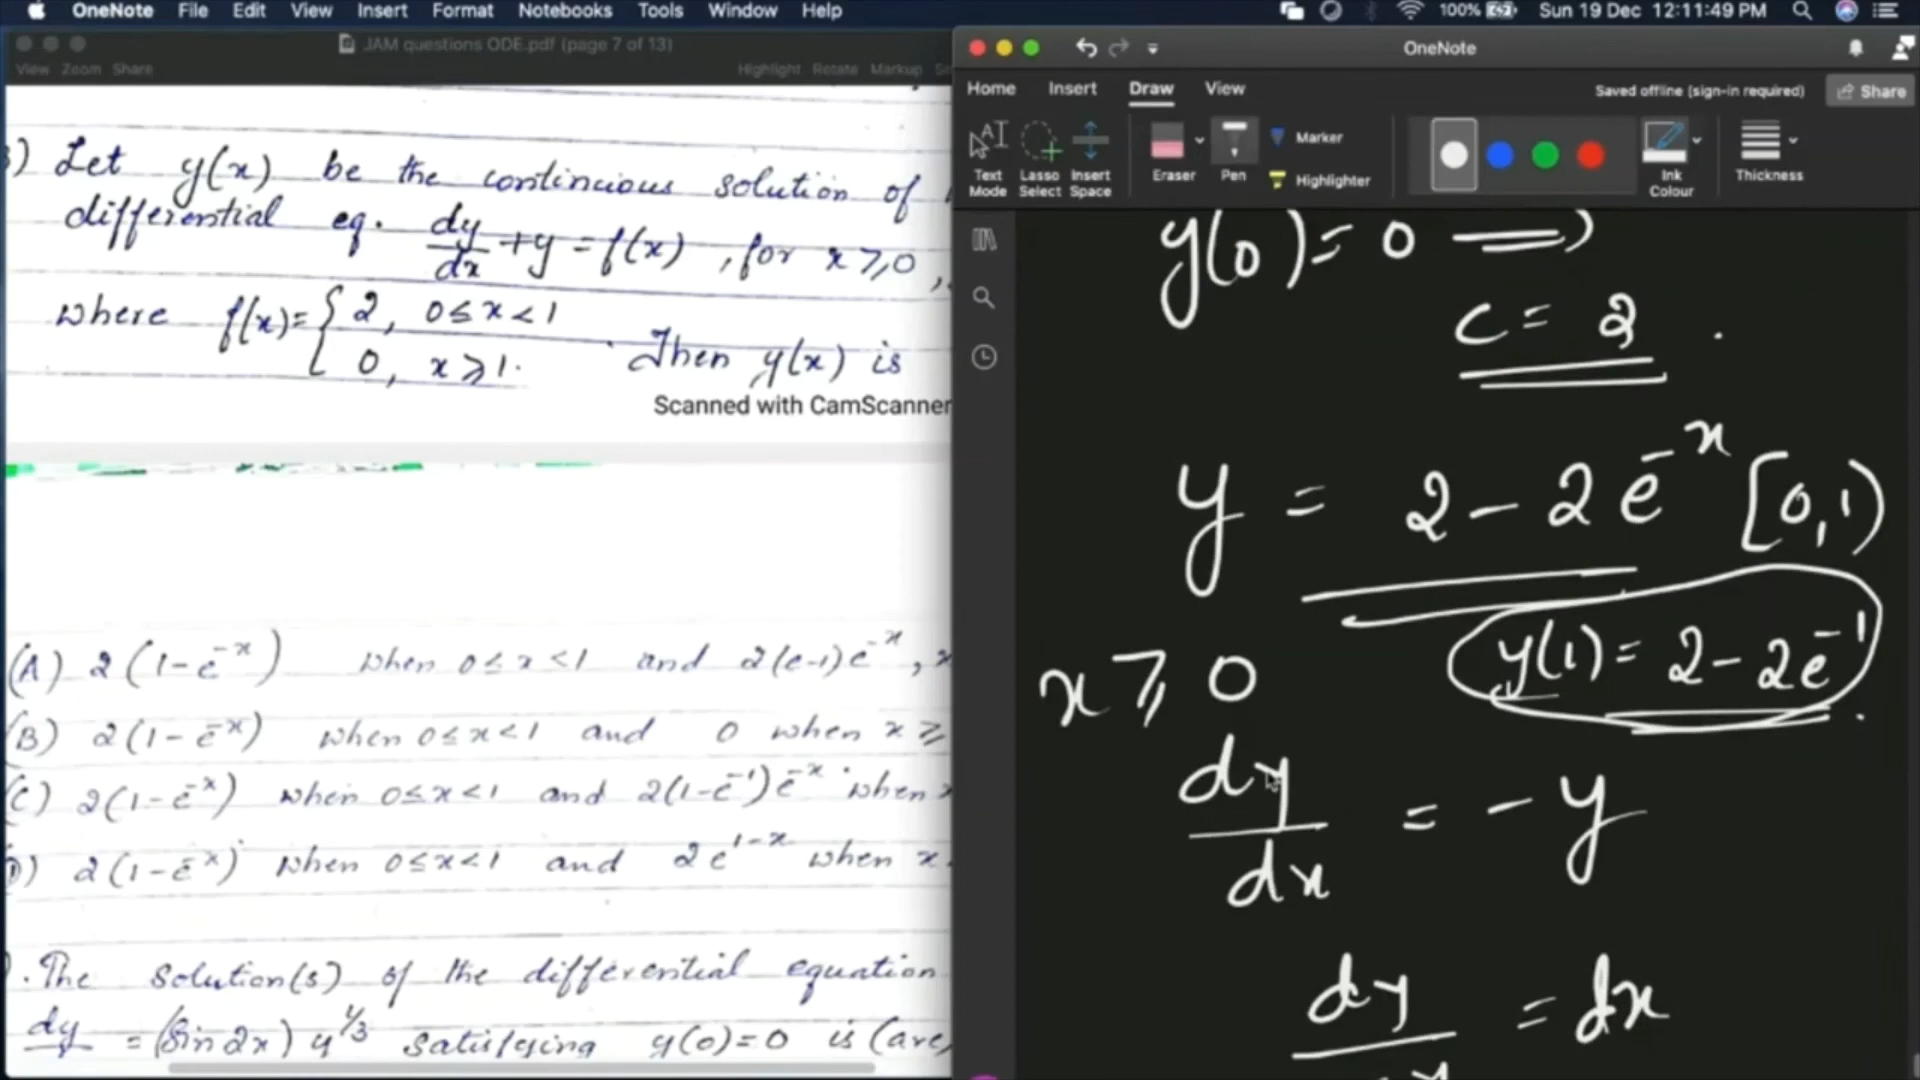 OneNote File Edit View Insert Format Notebooks Tools Window Help
100% Sun 19 Dec 12:11:49 PM
JAM questions ODE.pdf (page 7 of 13)
View Zoom Share Highlight Rotate Markup
) Let y(x) be the continuous solution of
differential eq. dy/dx + y = f(x), for x ≥ 0,
where f(x) = { 2, 0 ≤ x < 1
0, x ≥ 1. Then y(x) is
Scanned with CamScanner
(A) 2(1-e^-x) when 0 ≤ x < 1 and 2(e-1)e^-x,
B) 2(1-e^-x) when 0 ≤ x < 1 and 0 when x ≥
(C) 2(1-e^-x) when 0 ≤ x < 1 and 2(1-e^-1)e^-x when
D) 2(1-e^-x) when 0 ≤ x < 1 and 2e^1-x when x
. The solution(s) of the differential equation
dy = (Sin2x) y^1/3 satisfying y(0)=0 is (are)
OneNote
Home Insert Draw View
Saved offline (sign-in required) Share
Text Mode
Lasso Select
Insert Space
Eraser
Pen
Marker
Highlighter
Ink Colour
Thickness
y(0) = 0 ⟹
c = 2
y = 2 - 2e^-x [0,1)
y(1) = 2 - 2e^-1
x ≥ 0
dy/dx = - y
dy = dx